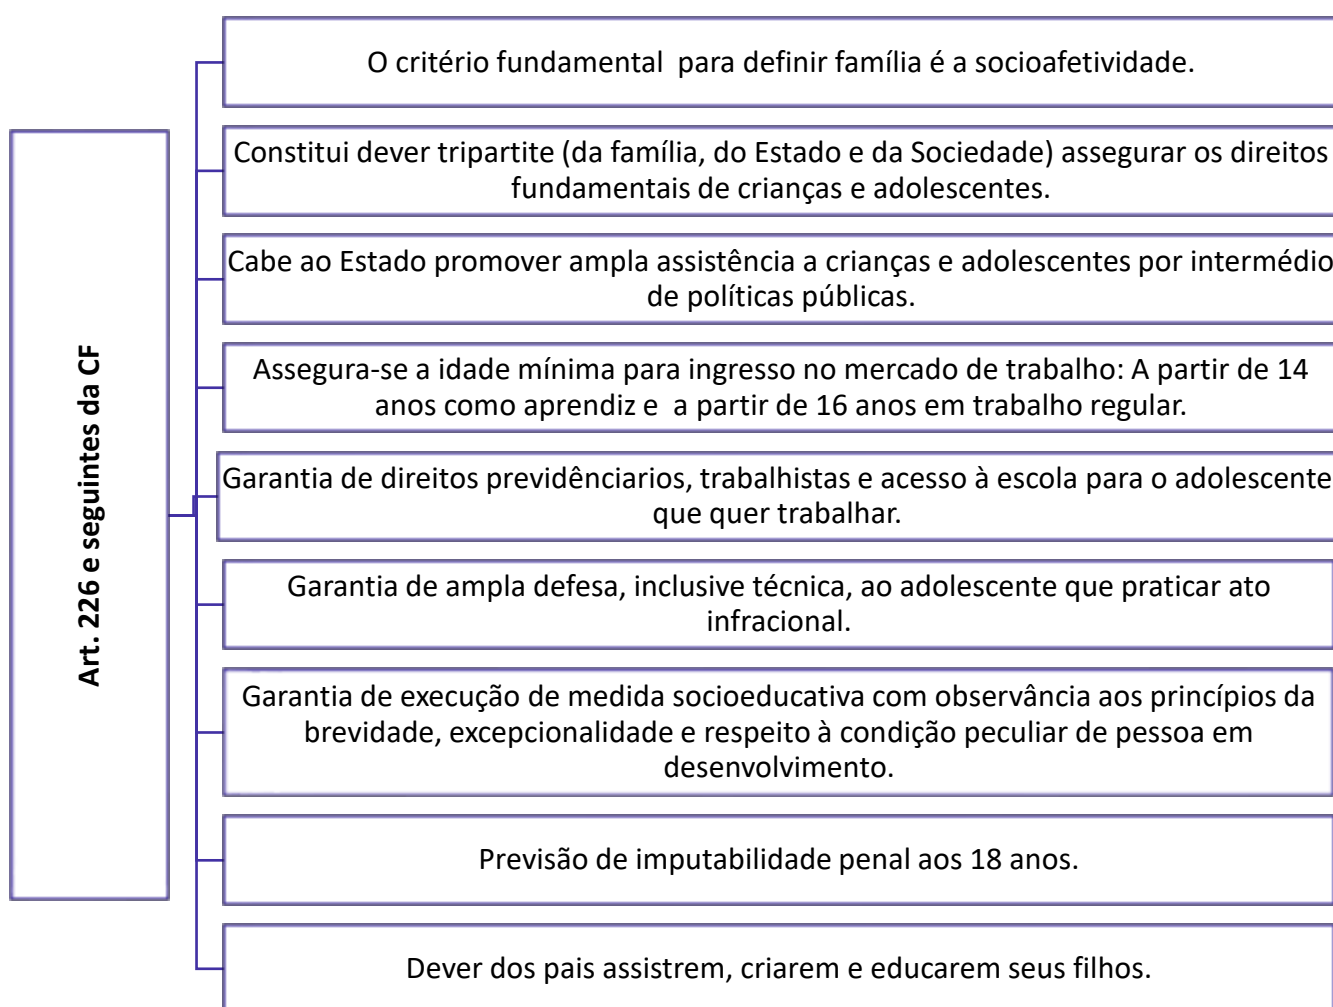 Art. 226 e seguintes da CF
O critério fundamental para definir família é a socioafetividade.
Constitui dever tripartite (da família, do Estado e da Sociedade) assegurar os direitos
fundamentais de crianças e adolescentes.
Cabe ao Estado promover ampla assistência a crianças e adolescentes por intermédio
de políticas públicas.
Assegura-se a idade mínima para ingresso no mercado de trabalho: A partir de 14
anos como aprendiz e a partir de 16 anos em trabalho regular.
Garantia de direitos previdênciarios, trabalhistas e acesso à escola para o adolescente
que quer trabalhar.
Garantia de ampla defesa, inclusive técnica, ao adolescente que praticar ato
infracional.
Garantia de execução de medida socioeducativa com observância aos princípios da
brevidade, excepcionalidade e respeito à condição peculiar de pessoa em
desenvolvimento.
Previsão de imputabilidade penal aos 18 anos.
Dever dos pais assistrem, criarem e educarem seus filhos.